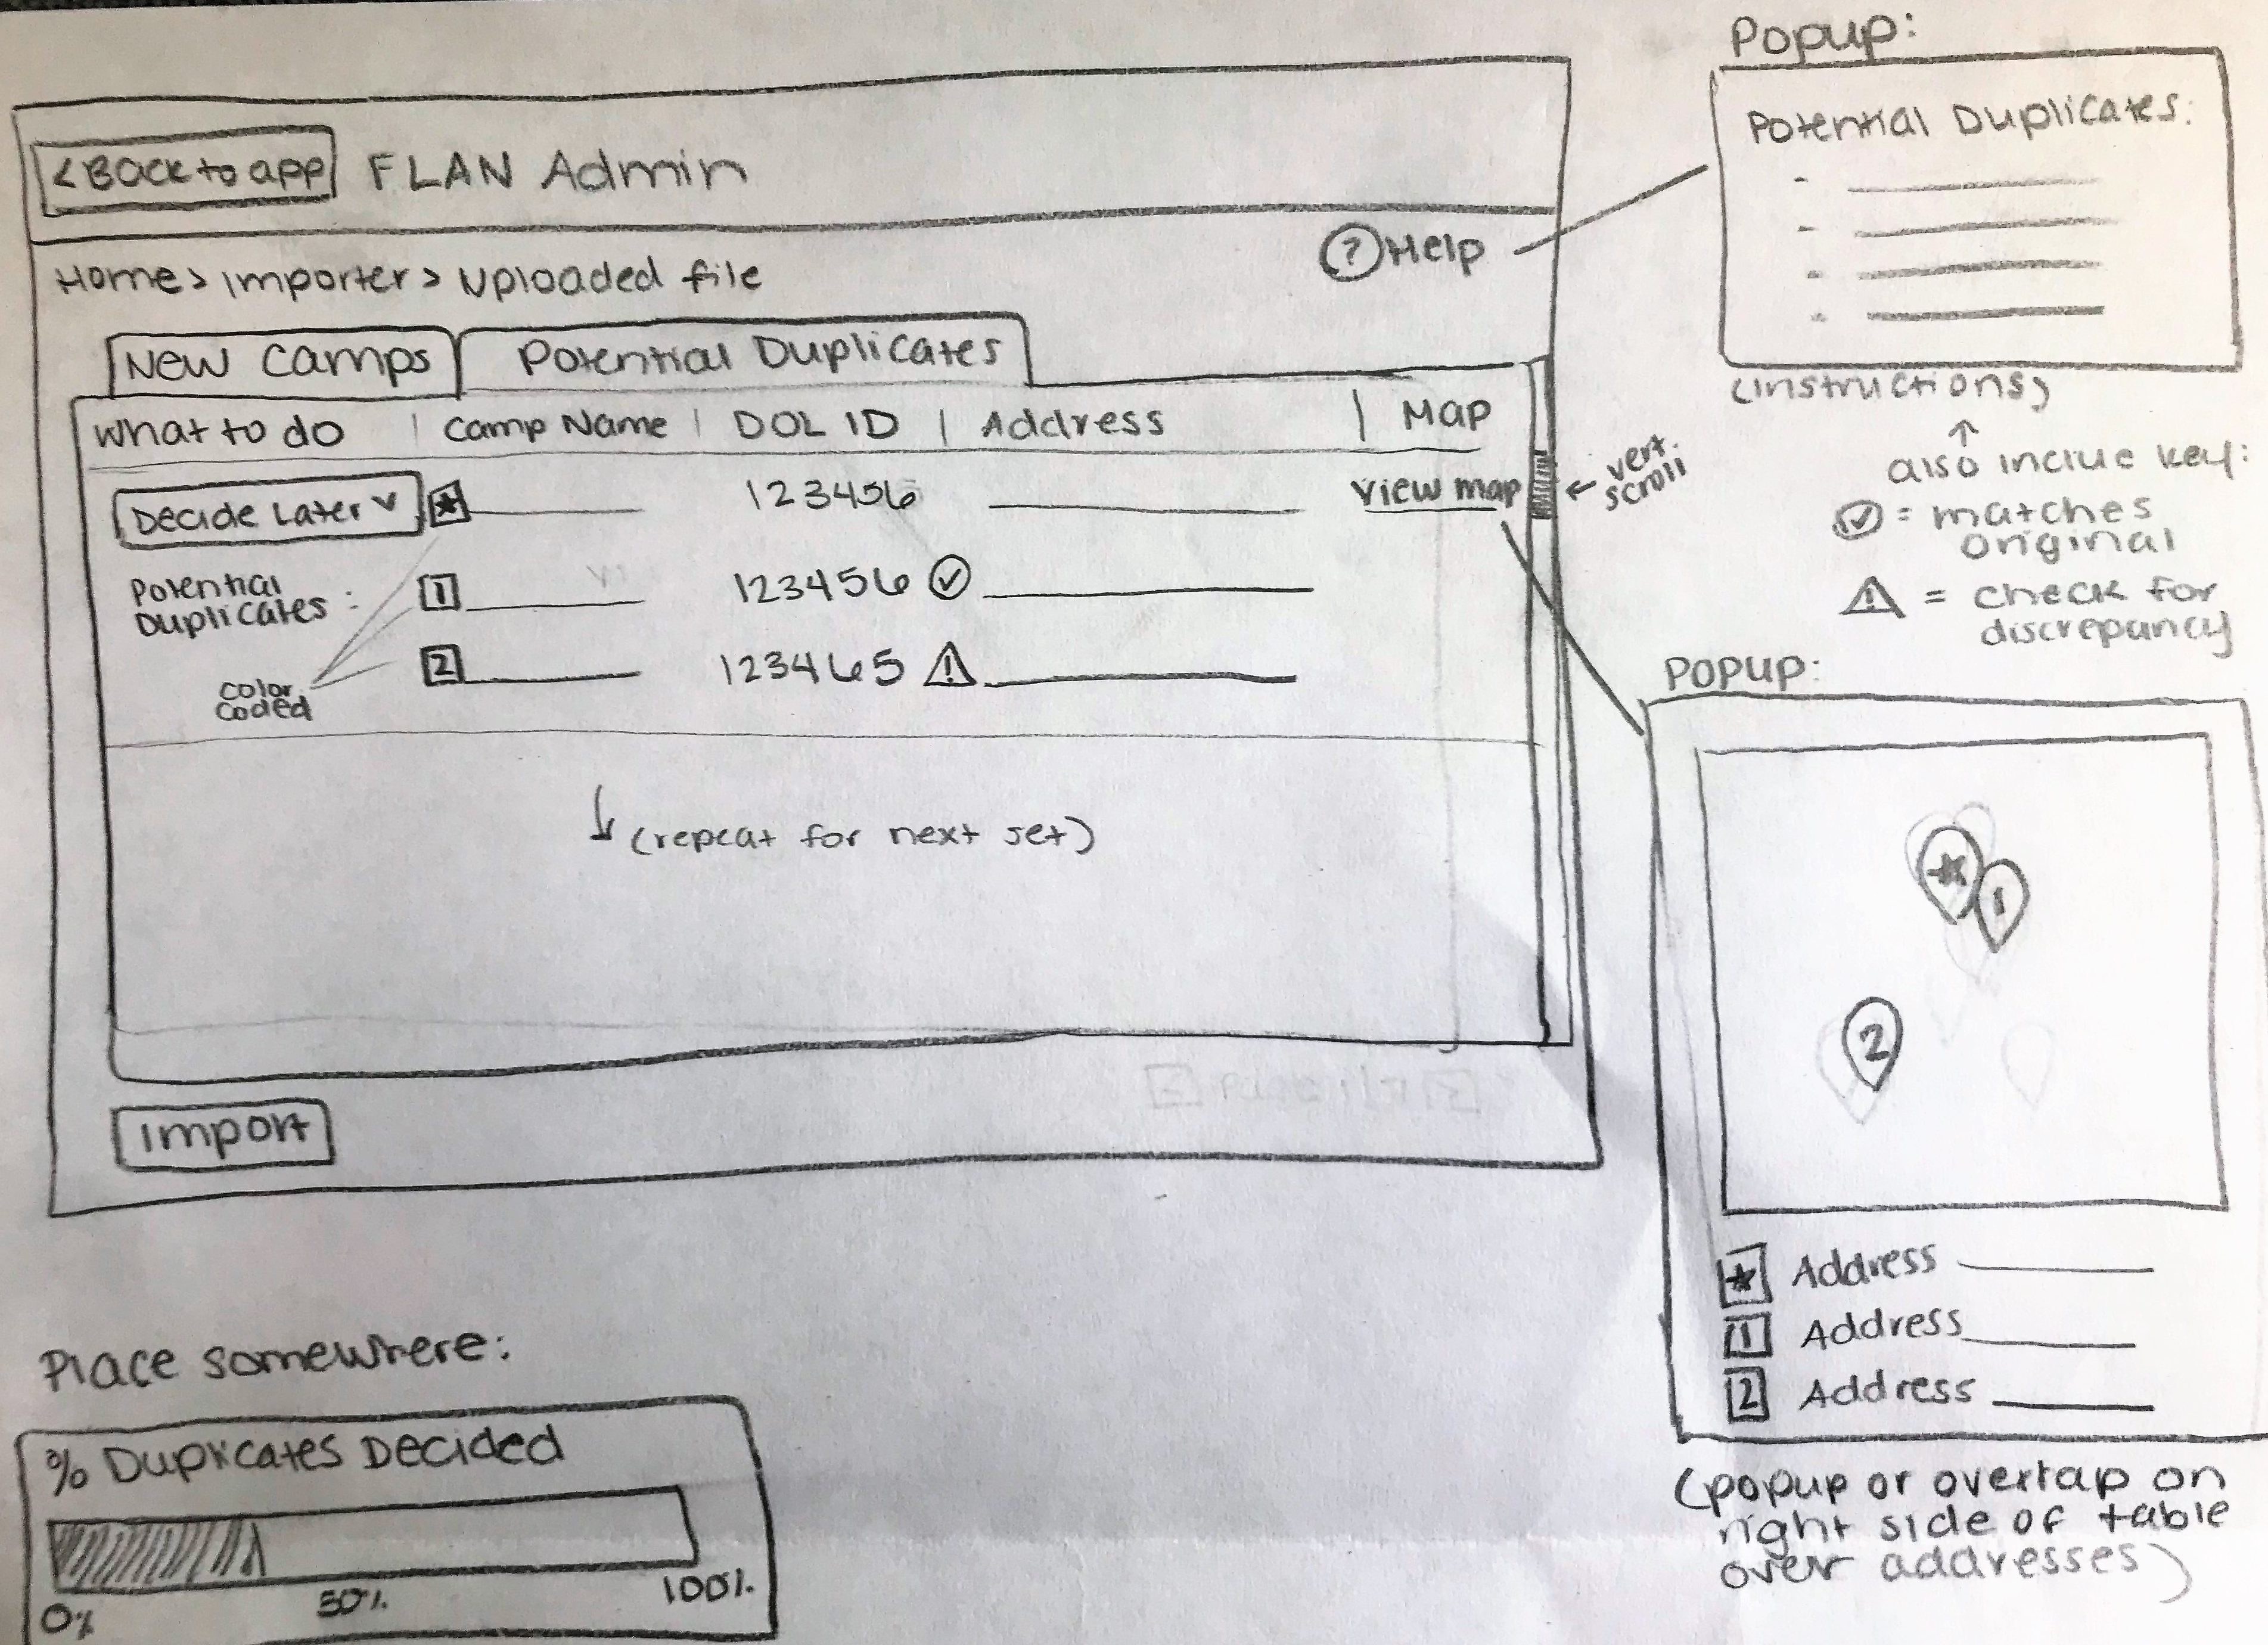 Popup:
Potential Duplicates:
-
-
-
-
(instructions)
↑
also inclue key:
✓ = matches
original
! = check for
discrepancy
< Back to app FLAN Admin
Home > Importer > Uploaded file
? Help
New Camps Potential Duplicates
What to do | Camp Name | DOL ID | Address | Map
Decide Later ∨ ★ 123456 View map
← vert.
scroll
Potential
Duplicates: 1 123456 ✓
2 123465 !
color
coded
↓ (repeat for next set)
Import
Popup:
★
1
2
★ Address
1 Address
2 Address
(popup or overlap on
right side of table
over addresses)
Place somewhere:
% Duplicates Decided
0% 50% 100%